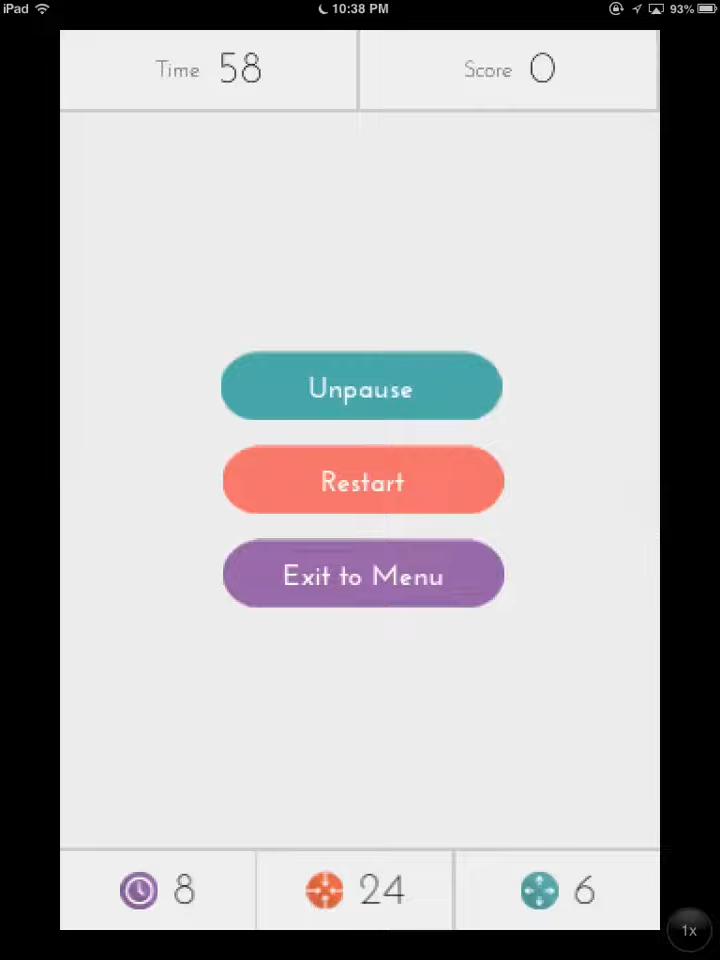 iPad 10:38 PM 93%
Time 58 Score 0
Unpause
Restart
Exit to Menu
8 24 6
1x